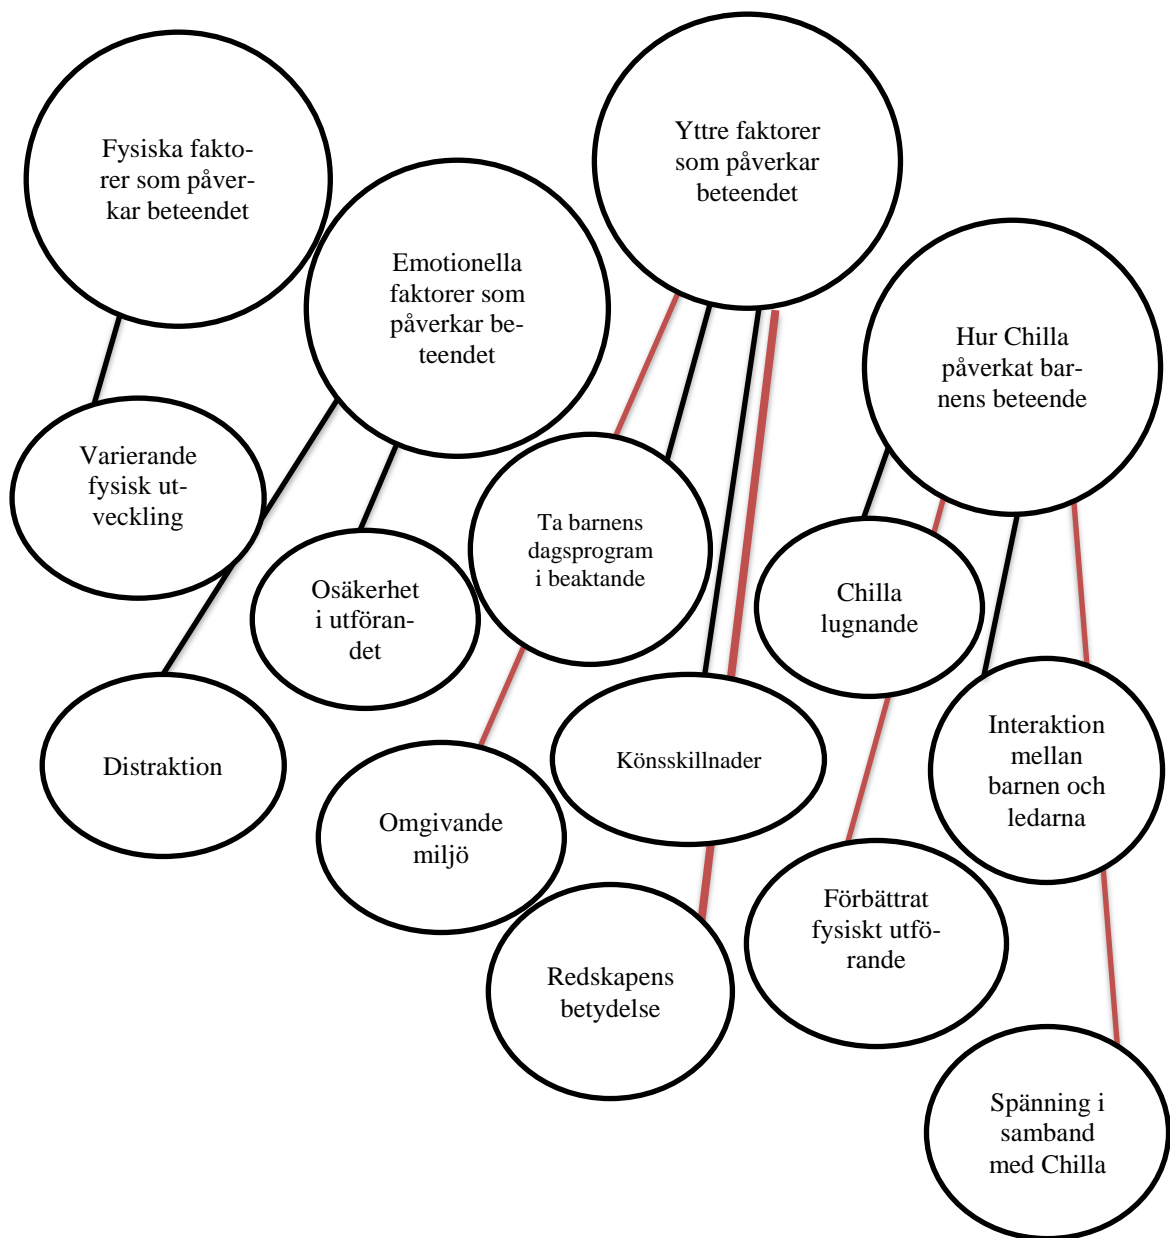 Fysiska fakto-
rer som påver-
kar beteendet
Emotionella
faktorer som
påverkar be-
teendet
Yttre faktorer
som påverkar
beteendet
Hur Chilla
påverkat bar-
nens beteende
Varierande
fysisk ut-
veckling
Osäkerhet
i utföran-
det
Ta barnens
dagsprogram
i beaktande
Chilla
lugnande
Distraktion
Omgivande
miljö
Könsskillnader
Interaktion
mellan
barnen och
ledarna
Redskapens
betydelse
Förbättrat
fysiskt utfö-
rande
Spänning i
samband
med Chilla